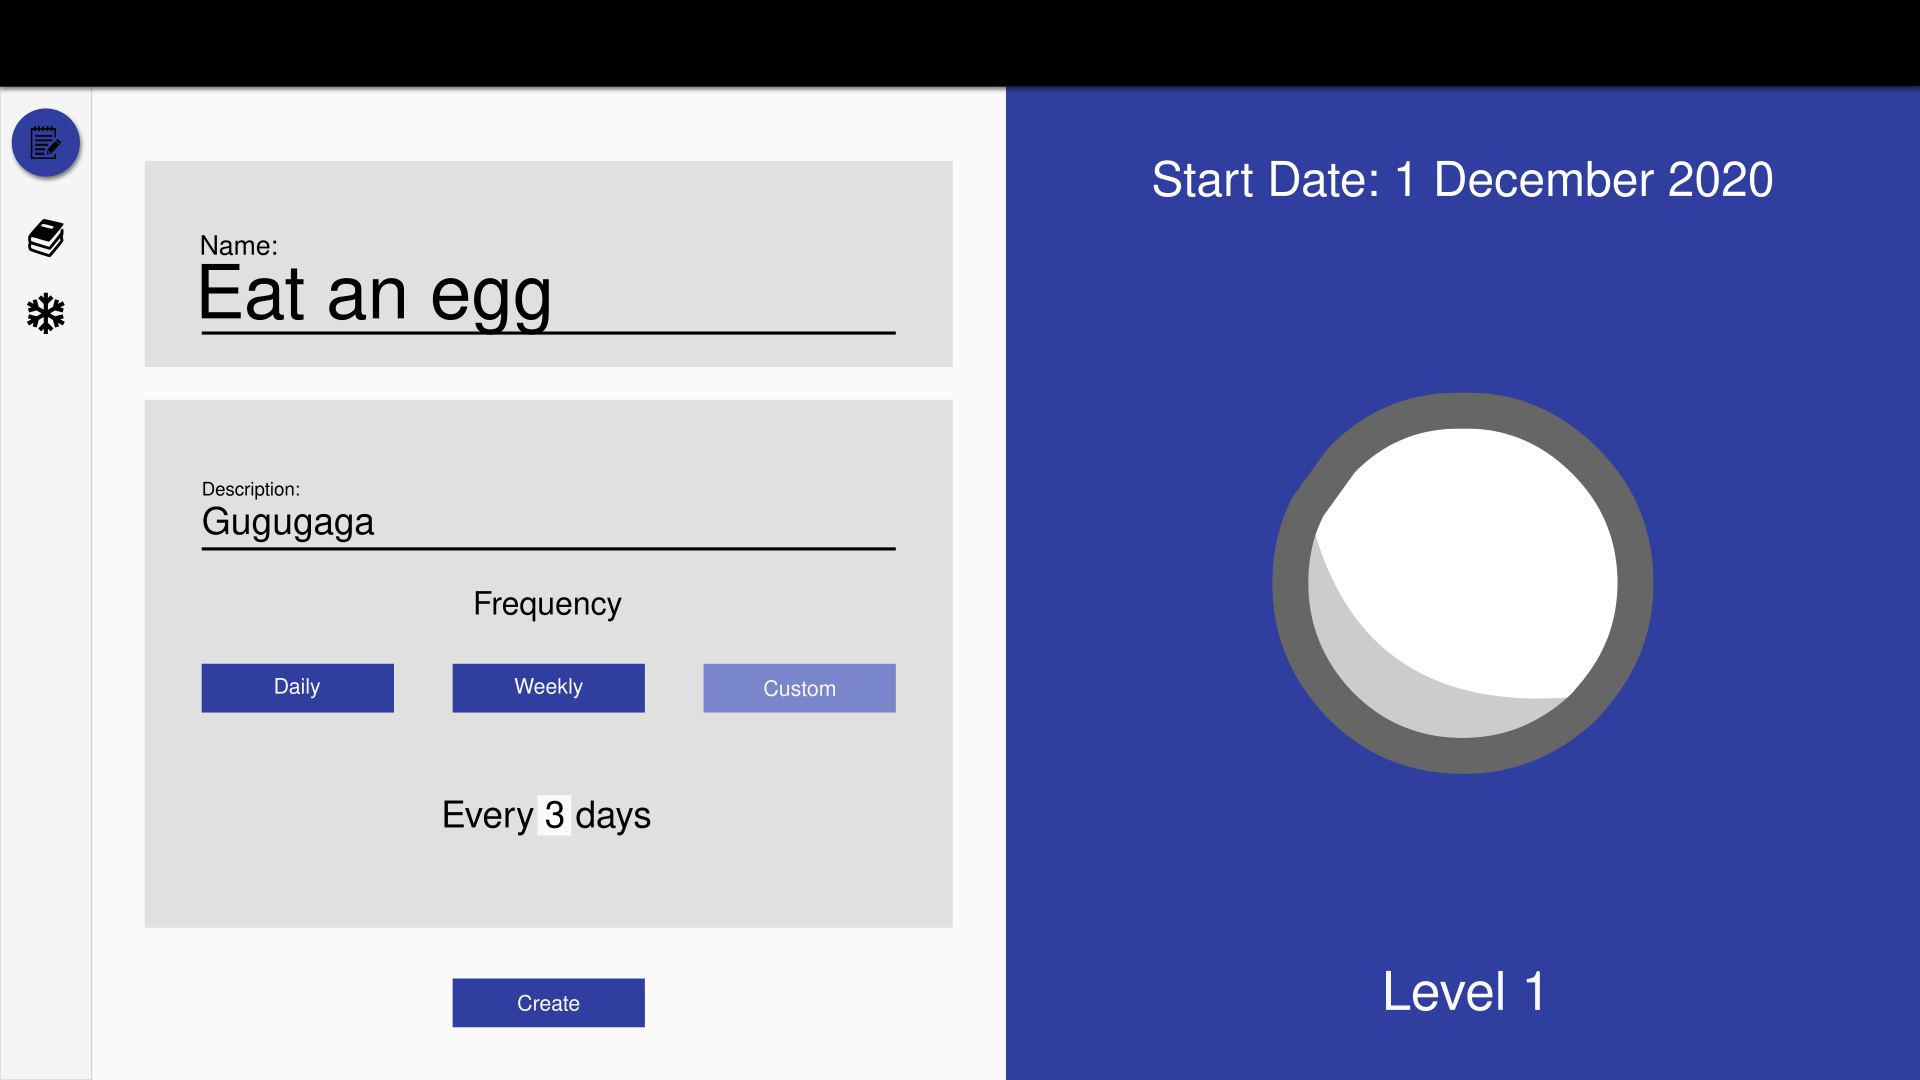 Name:
Eat an egg
Description:
Gugugaga
Frequency
Daily
Weekly
Custom
Every 3 days
Create
Start Date: 1 December 2020
Level 1